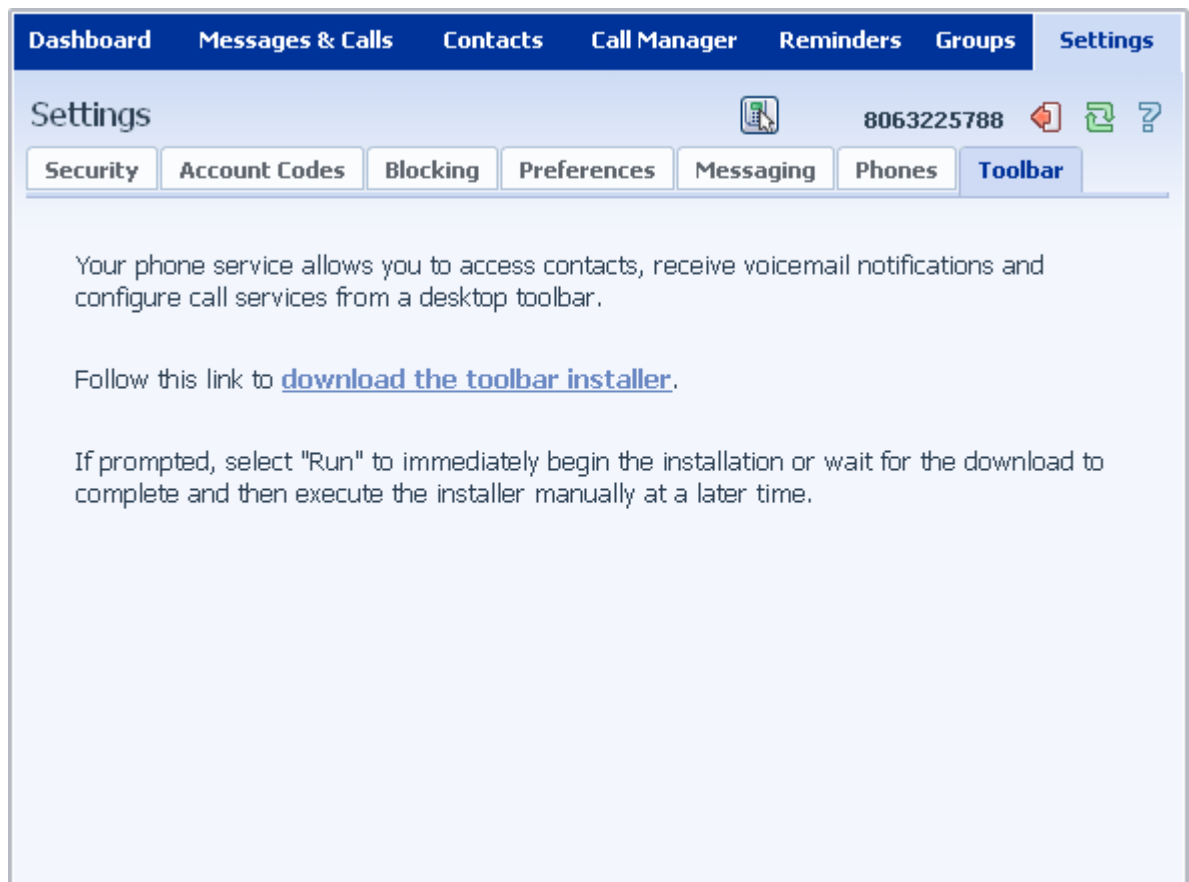 Dashboard Messages & Calls Contacts Call Manager Reminders Groups Settings
Settings 8063225788
Security Account Codes Blocking Preferences Messaging Phones Toolbar
Your phone service allows you to access contacts, receive voicemail notifications and
configure call services from a desktop toolbar.
Follow this link to download the toolbar installer.
If prompted, select "Run" to immediately begin the installation or wait for the download to
complete and then execute the installer manually at a later time.